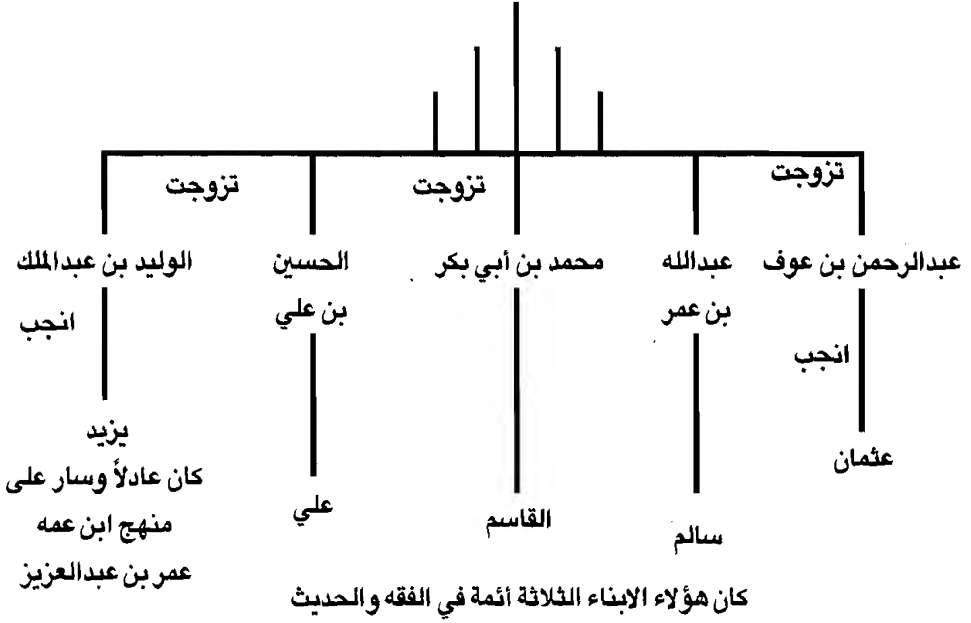 تزوجت
تزوجت
تزوجت
عبدالرحمن بن عوف
عبدالله
بن عمر
محمد بن أبي بكر
الحسين
بن علي
الوليد بن عبدالملك
انجب
انجب
عثمان
سالم
القاسم
علي
يزيد
كان عادلاً وسار على
منهج ابن عمه
عمر بن عبدالعزيز
كان هؤلاء الابناء الثلاثة أئمة في الفقه والحديث